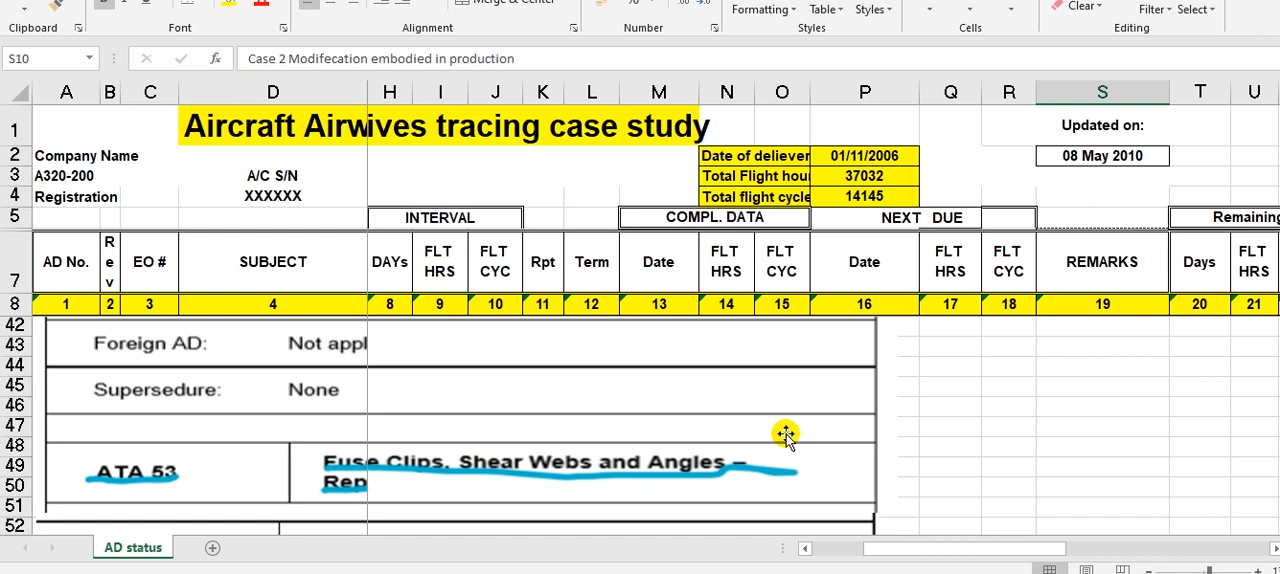 Merge & Center
Formatting Table Styles Clear Filter Select
Clipboard Font Alignment Number Styles Cells Editing
S10 fx Case 2 Modifecation embodied in production
A B C D H I J K L M N O P Q R S T U
1 Aircraft Airwives tracing case study Updated on:
2 Company Name Date of deliever 01/11/2006 08 May 2010
3 A320-200 A/C S/N Total Flight hou 37032
4 Registration XXXXXX Total flight cycle 14145
5 INTERVAL COMPL. DATA NEXT DUE Remaining
7 AD No. Rev EO # SUBJECT DAYs FLT HRS FLT CYC Rpt Term Date FLT HRS FLT CYC Date FLT HRS FLT CYC REMARKS Days FLT HRS
8 1 2 3 4 8 9 10 11 12 13 14 15 16 17 18 19 20 21
42
43 Foreign AD: Not appl
44
45 Supersedure: None
46
47
48
49 ATA 53 Fuse Clips, Shear Webs and Angles –
50 Rep
51
52
AD status